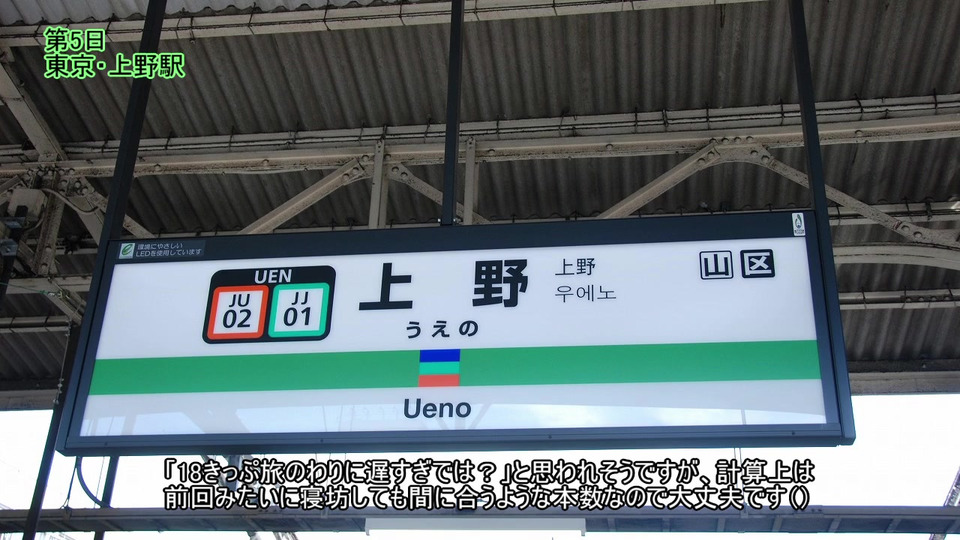 第5日
東京・上野駅
環境にやさしい
LEDを使用しています
UEN
JU
02
JJ
01
上野
うえの
上野
우에노
山区
Ueno
「18きっぷ旅のわりに遅すぎでは?」と思われそうですが、計算上は
前回みたいに寝坊しても間に合うような本数なので大丈夫です()